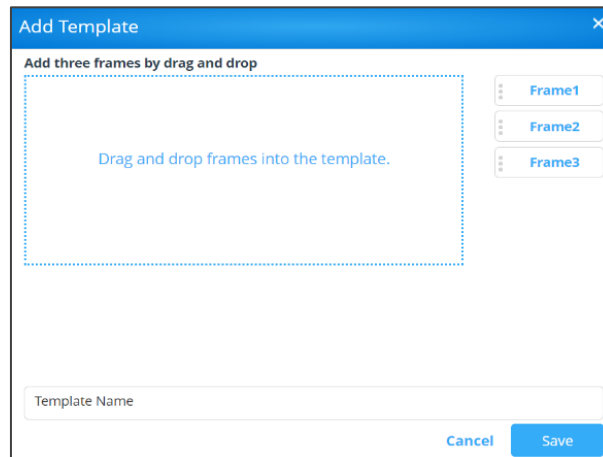 Add Template
Add three frames by drag and drop
Drag and drop frames into the template.
Frame1
Frame2
Frame3
Template Name
Cancel
Save